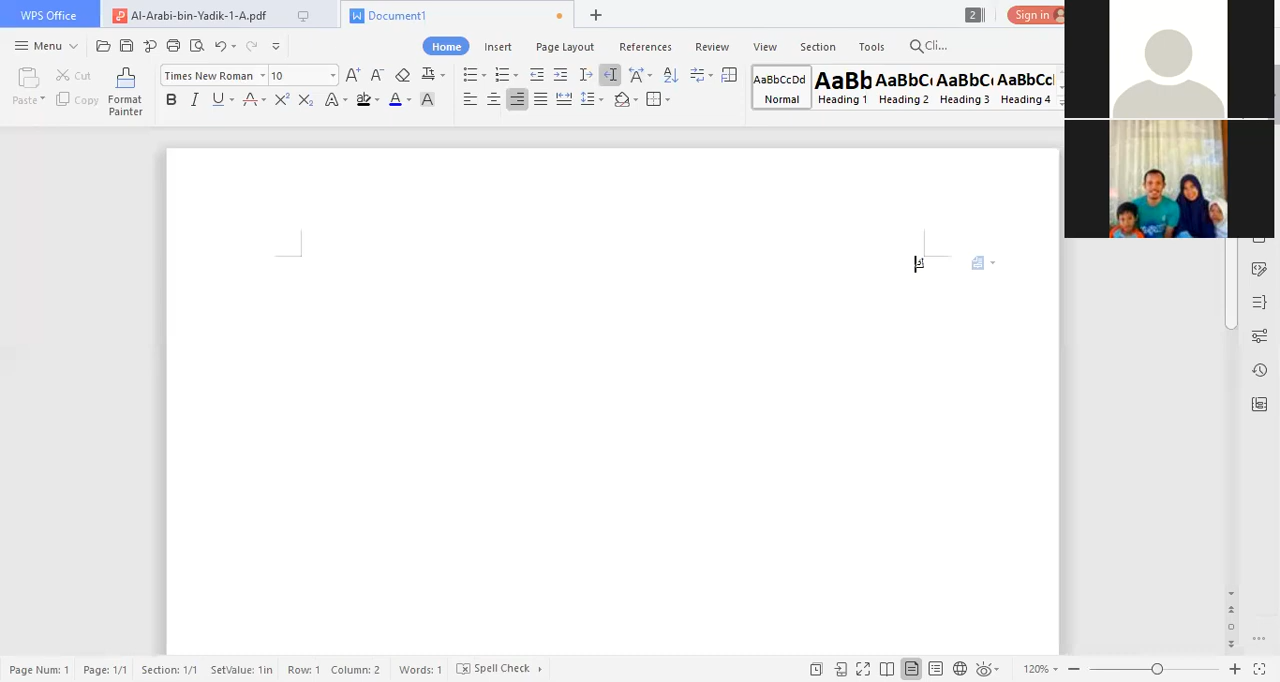 WPS Office
Al-Arabi-bin-Yadik-1-A.pdf
Document1
2
Sign in
Menu
Home
Insert
Page Layout
References
Review
View
Section
Tools
Cli...
Paste
Cut
Copy
Format
Painter
Times New Roman
10
AaBbCcDd
Normal
AaBb
Heading 1
AaBbC
Heading 2
AaBbC
Heading 3
AaBbC
Heading 4
Page Num: 1
Page: 1/1
Section: 1/1
SetValue: 1in
Row: 1
Column: 2
Words: 1
Spell Check
120%